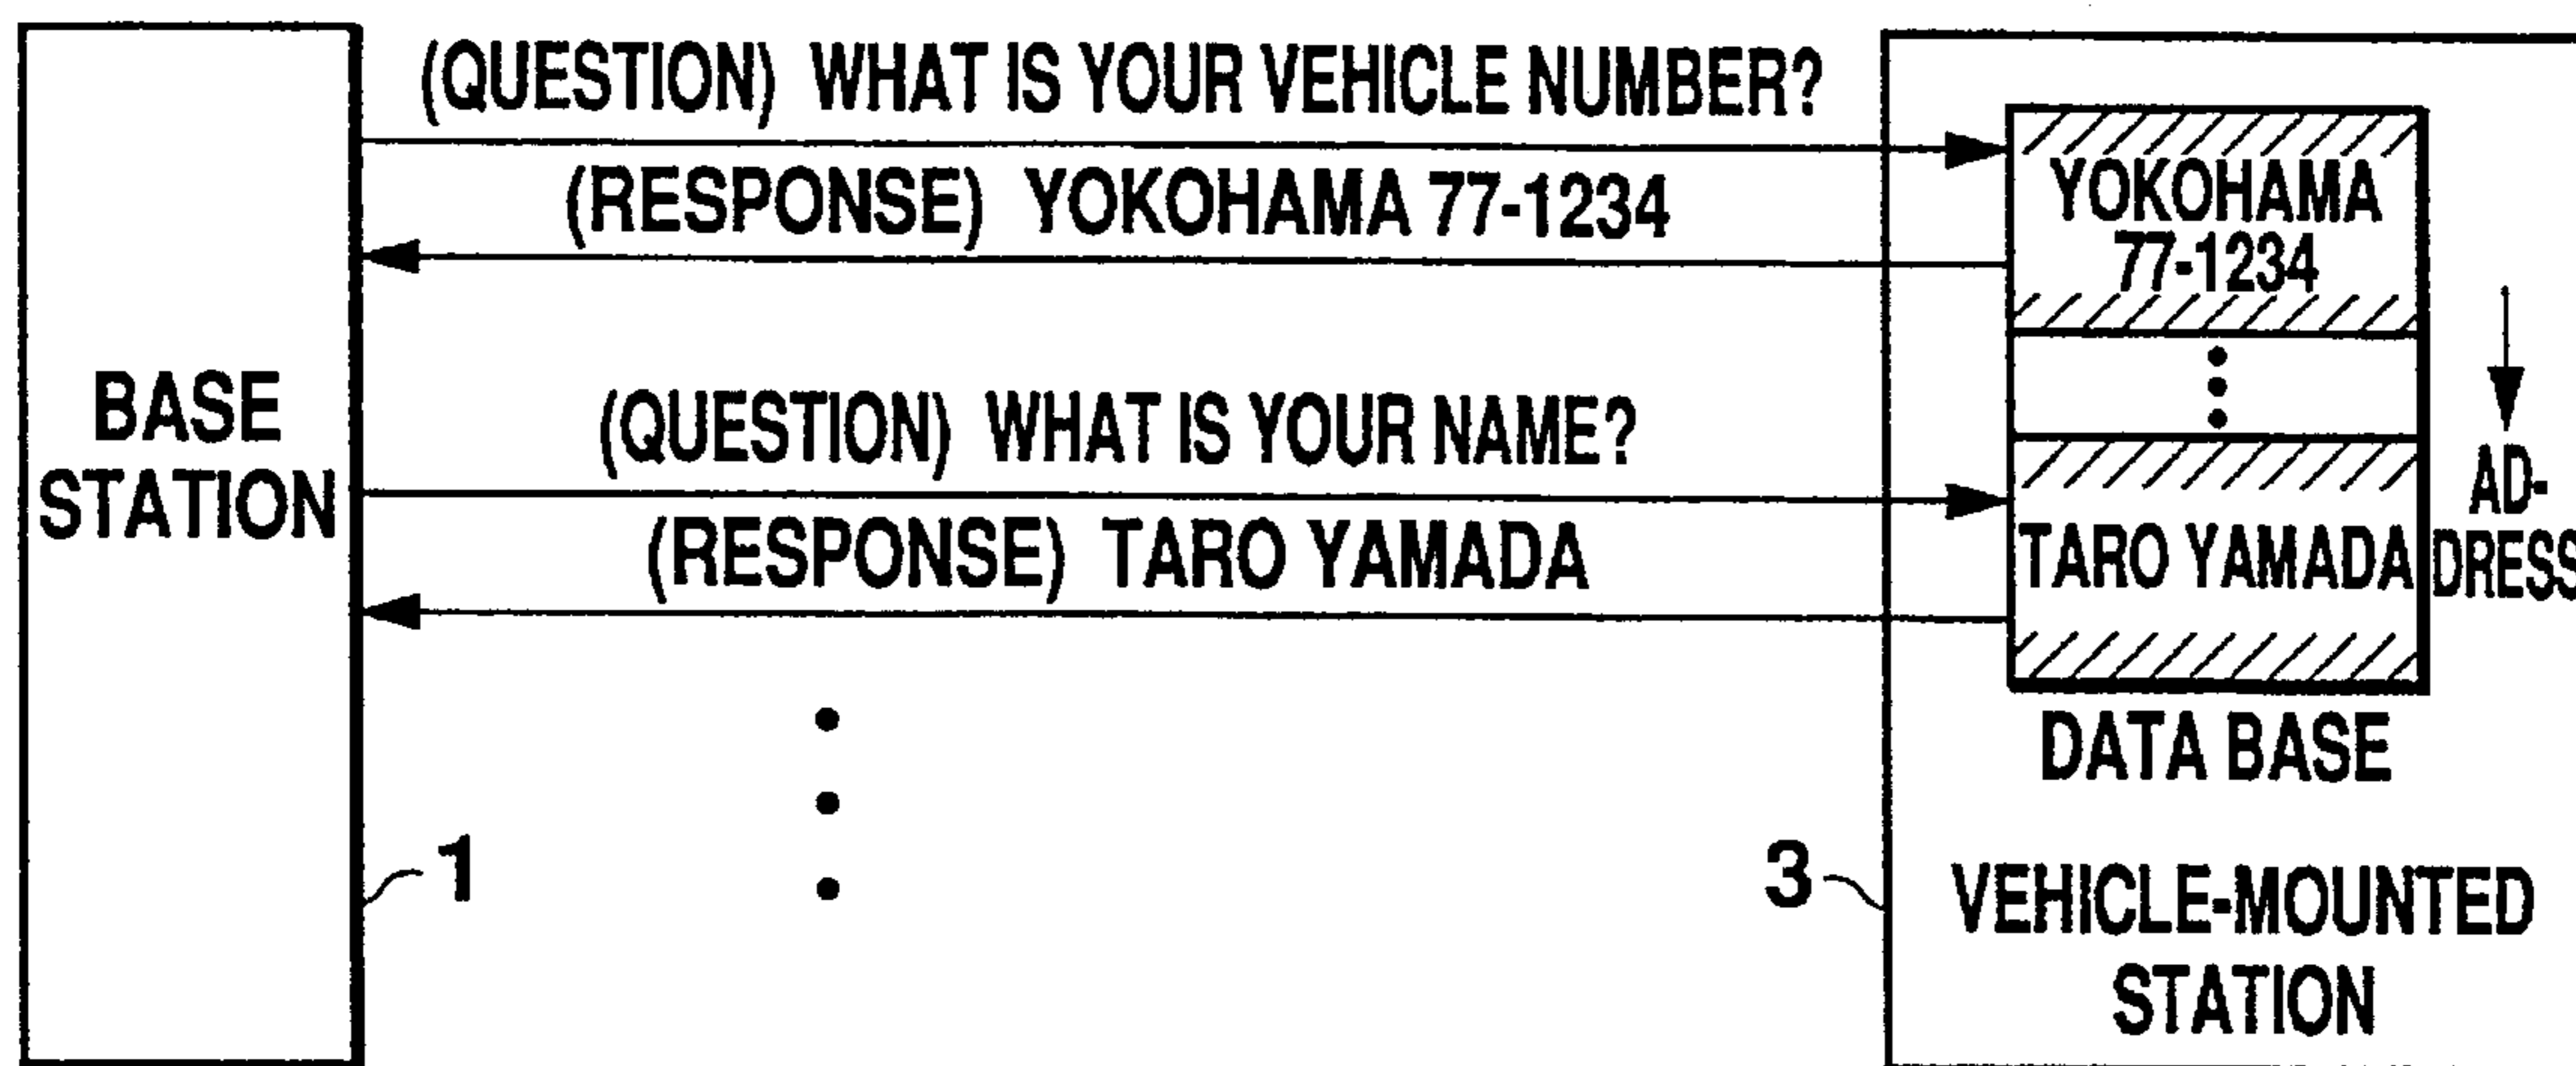 (QUESTION) WHAT IS YOUR VEHICLE NUMBER?
(RESPONSE) YOKOHAMA 77-1234
YOKOHAMA
77-1234
BASE
STATION
(QUESTION) WHAT IS YOUR NAME?
(RESPONSE) TARO YAMADA
TARO YAMADA
AD-
DRESS
DATA BASE
1
3
VEHICLE-MOUNTED
STATION